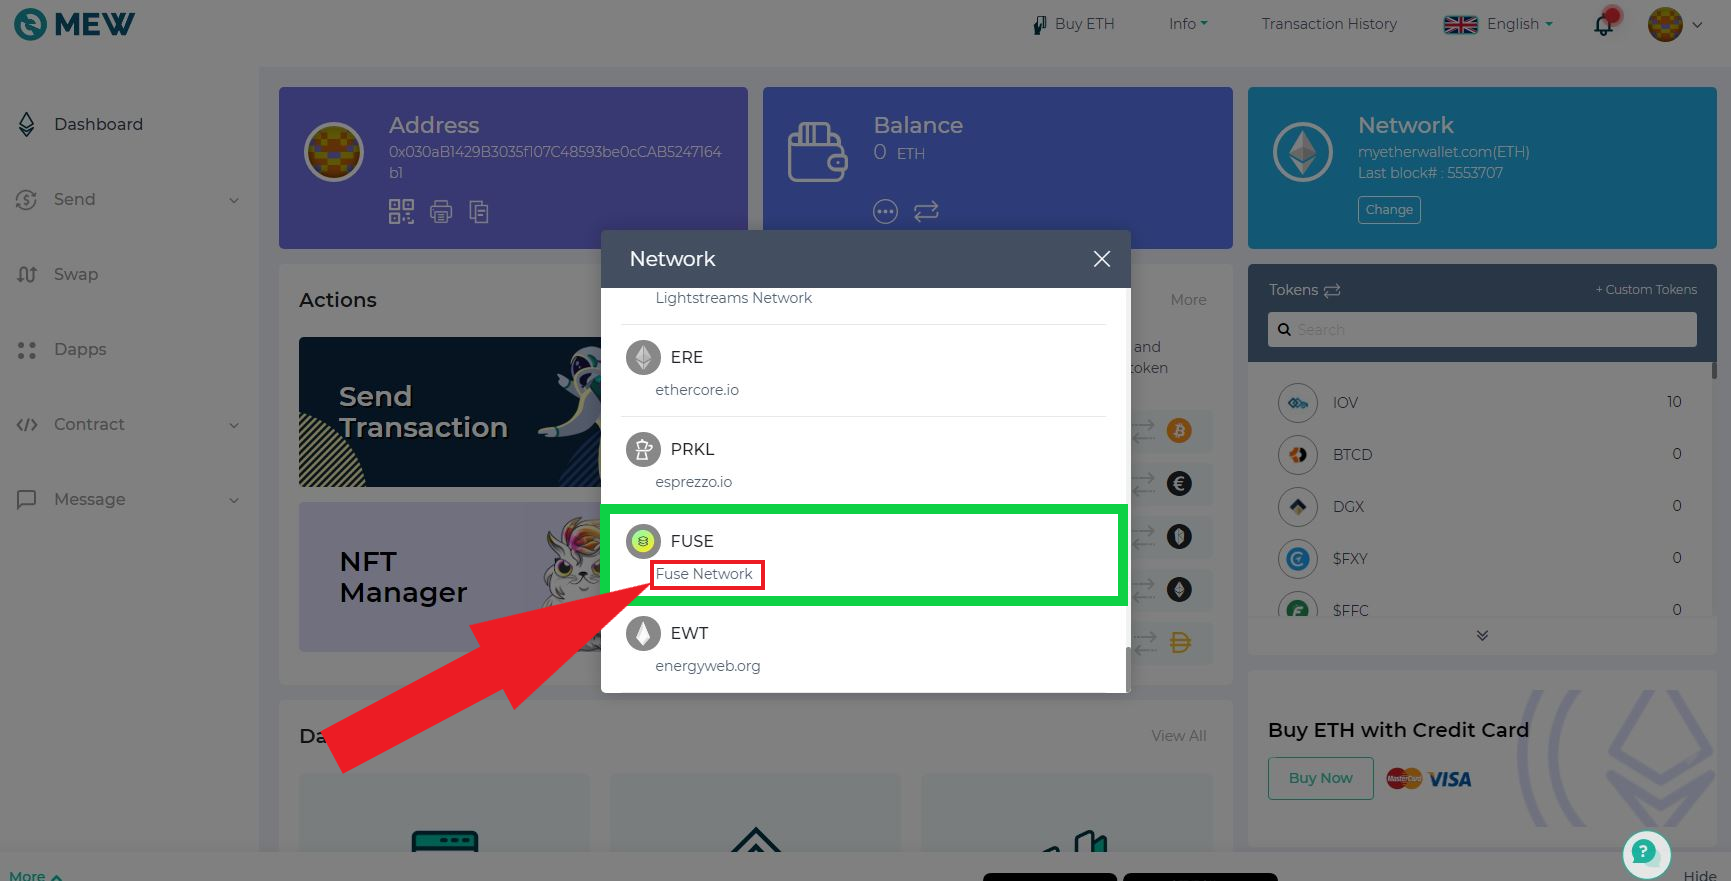 MEW
Buy ETH
Info
Transaction History
English
Dashboard
Send
Swap
Dapps
Contract
Message
Address
0x030aB1429B3035f107C48593be0cCAB5247164
b1
Balance
0 ETH
Network
myetherwallet.com(ETH)
Last block# : 5553707
Change
Actions
More
Send
Transaction
NFT
Manager
and
token
Network
Lightstreams Network
ERE
ethercore.io
PRKL
esprezzo.io
FUSE
Fuse Network
EWT
energyweb.org
Tokens
+ Custom Tokens
Search
IOV 10
BTCD 0
DGX 0
$FXY 0
$FFC 0
Da
View All
Buy ETH with Credit Card
Buy Now
MasterCard
VISA
More
Hide